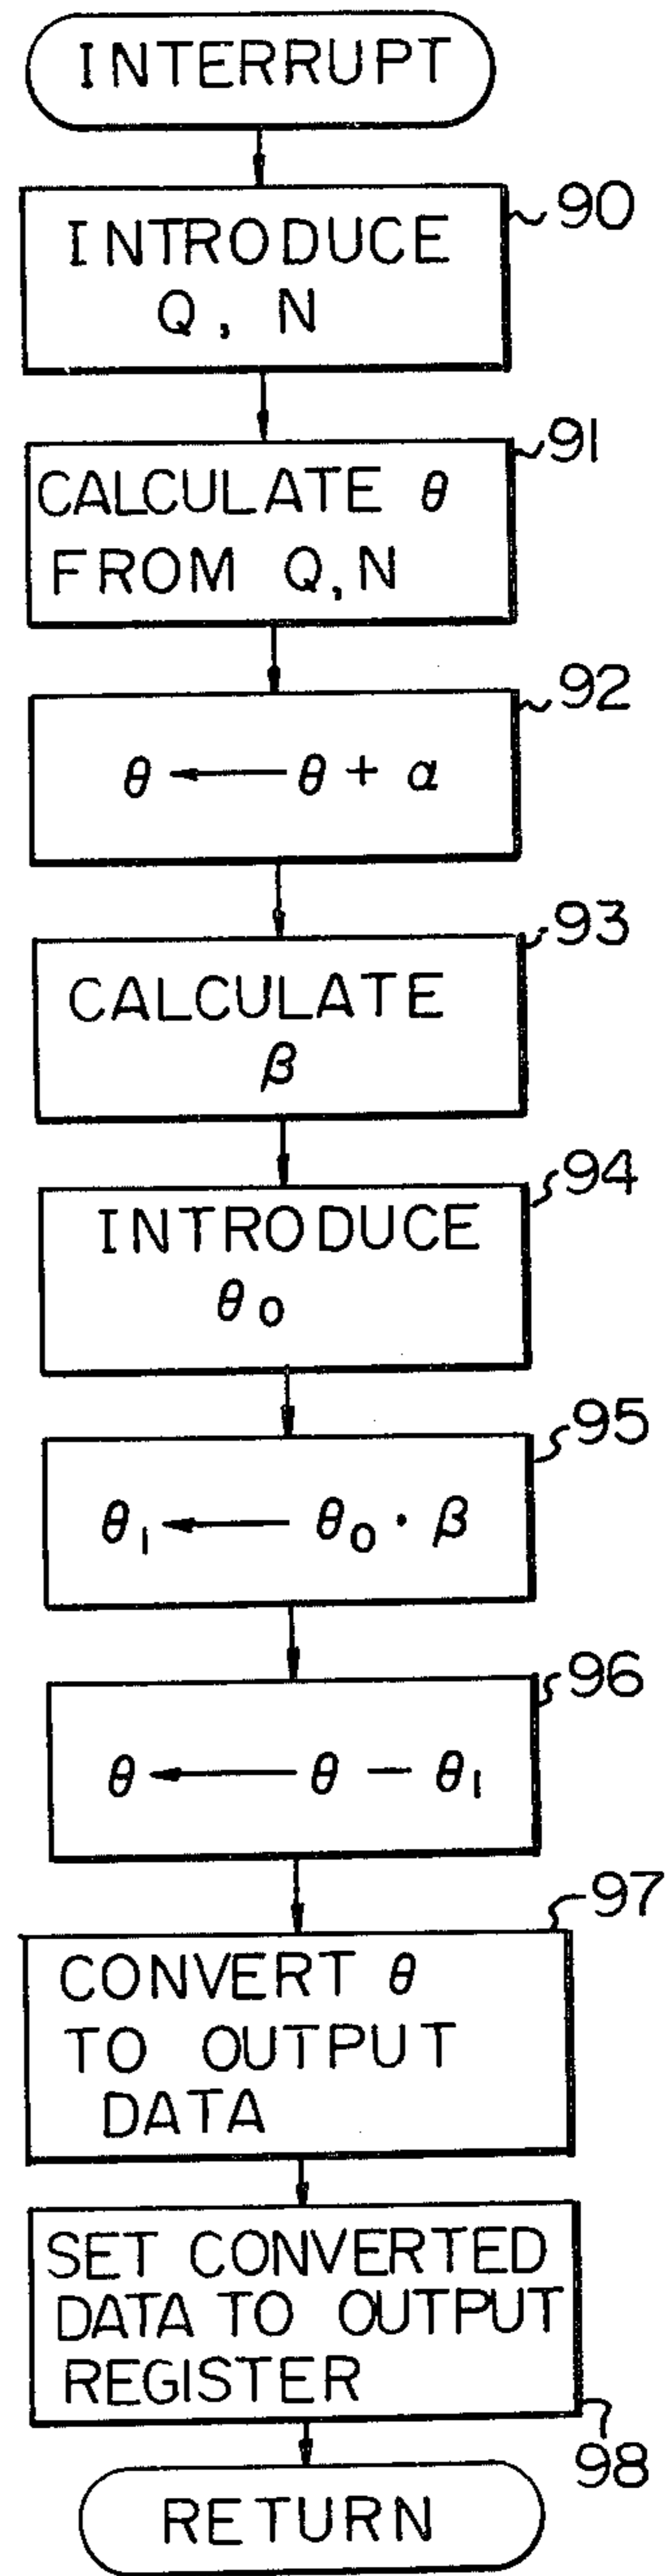 INTERRUPT
90
INTRODUCE
Q, N
91
CALCULATE θ
FROM Q,N
92
θ ← θ + α
93
CALCULATE
β
94
INTRODUCE
θ₀
95
θ₁ ← θ₀ · β
96
θ ← θ − θ₁
97
CONVERT θ
TO OUTPUT
DATA
SET CONVERTED
DATA TO OUTPUT
REGISTER
98
RETURN